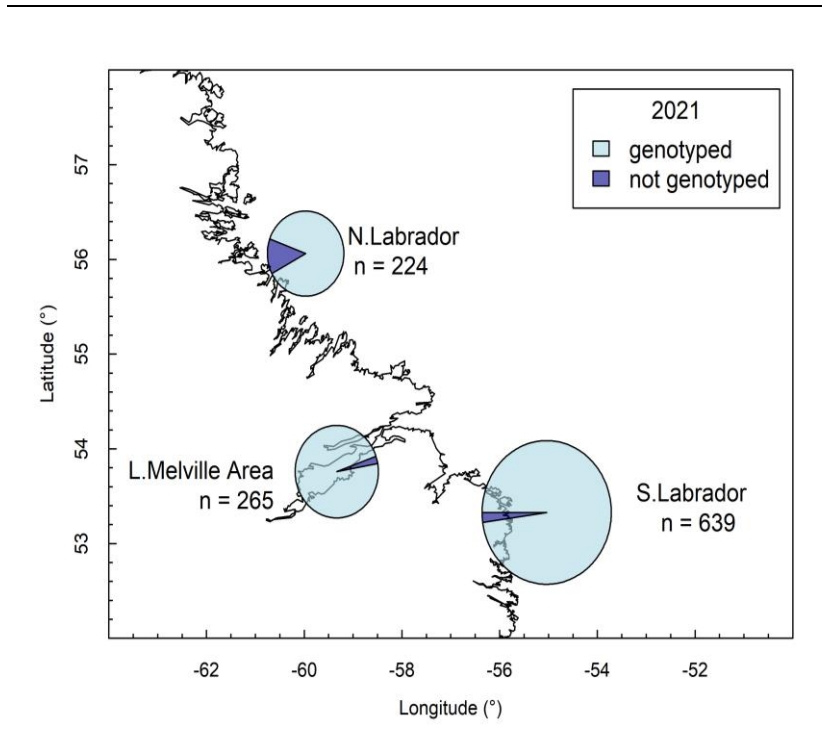 2021
genotyped
not genotyped
N.Labrador
n = 224
L.Melville Area
n = 265
S.Labrador
n = 639
57
56
55
54
53
Latitude (°)
-62
-60
-58
-56
-54
-52
Longitude (°)